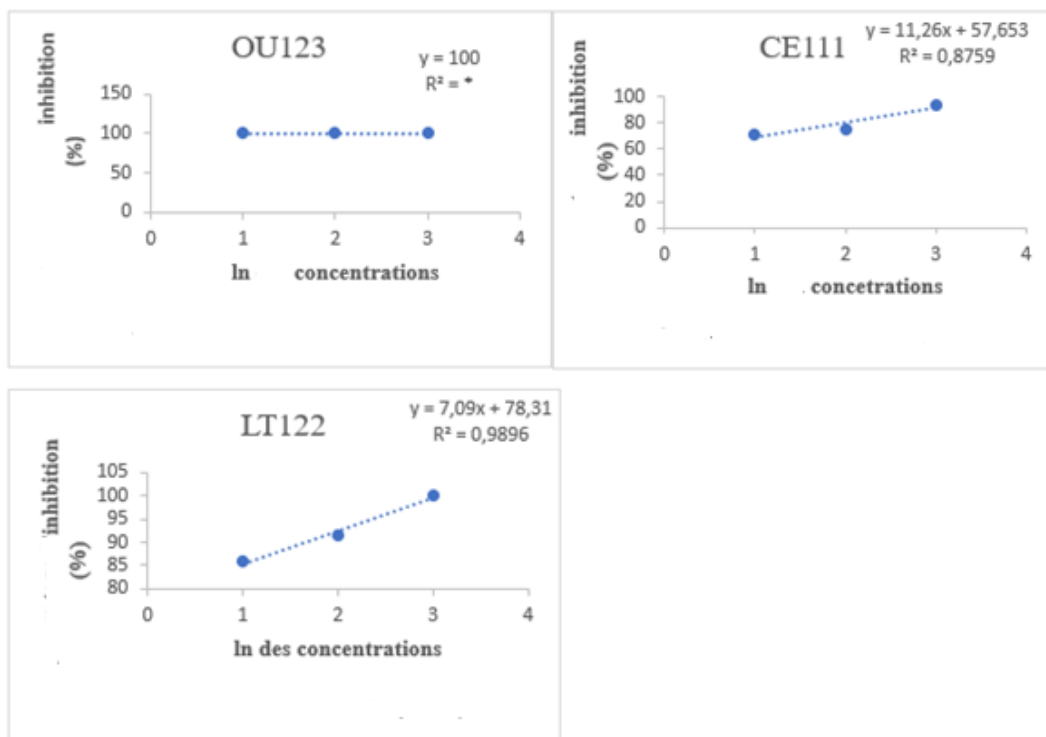 OU123
y = 100
R² = *
inhibition
(%)
150
100
50
0
0 1 2 3 4
ln concentrations
CE111
y = 11,26x + 57,653
R² = 0,8759
inhibition
(%)
100
80
60
40
20
0
0 1 2 3 4
ln concetrations
LT122
y = 7,09x + 78,31
R² = 0,9896
inhibition
(%)
105
100
95
90
85
80
0 1 2 3 4
ln des concentrations